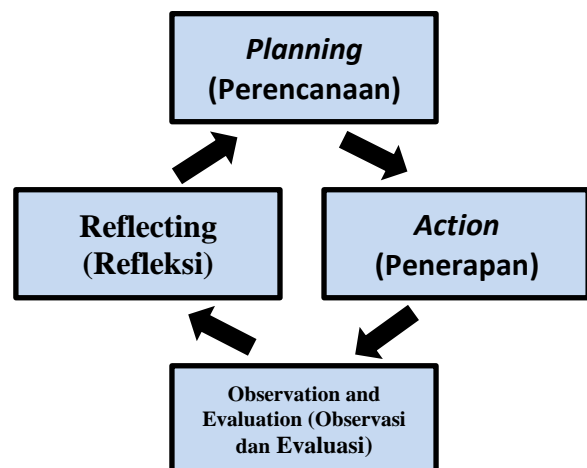 Planning
(Perencanaan)
Reflecting
(Refleksi)
Action
(Penerapan)
Observation and
Evaluation (Observasi
dan Evaluasi)